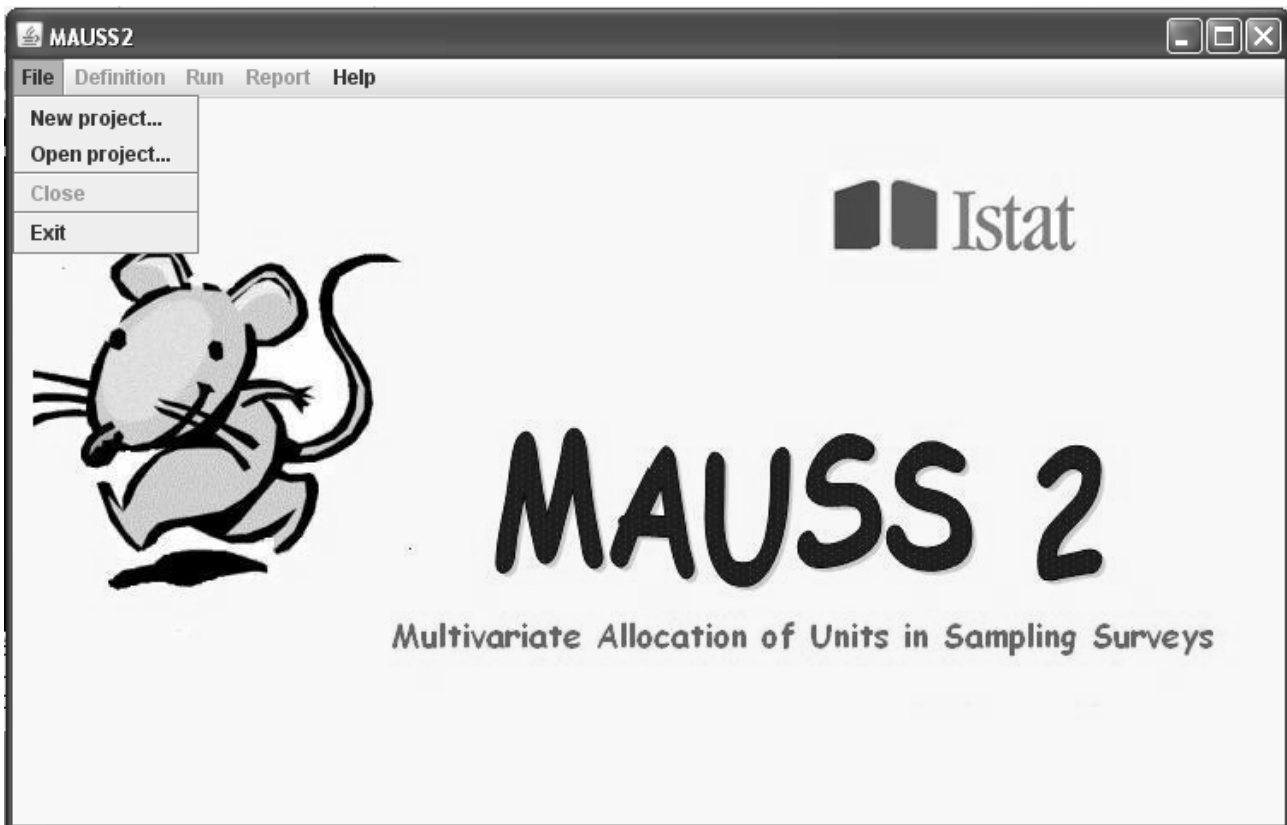 MAUSS2
File Definition Run Report Help
New project...
Open project...
Close
Exit
Istat
MAUSS 2
Multivariate Allocation of Units in Sampling Surveys